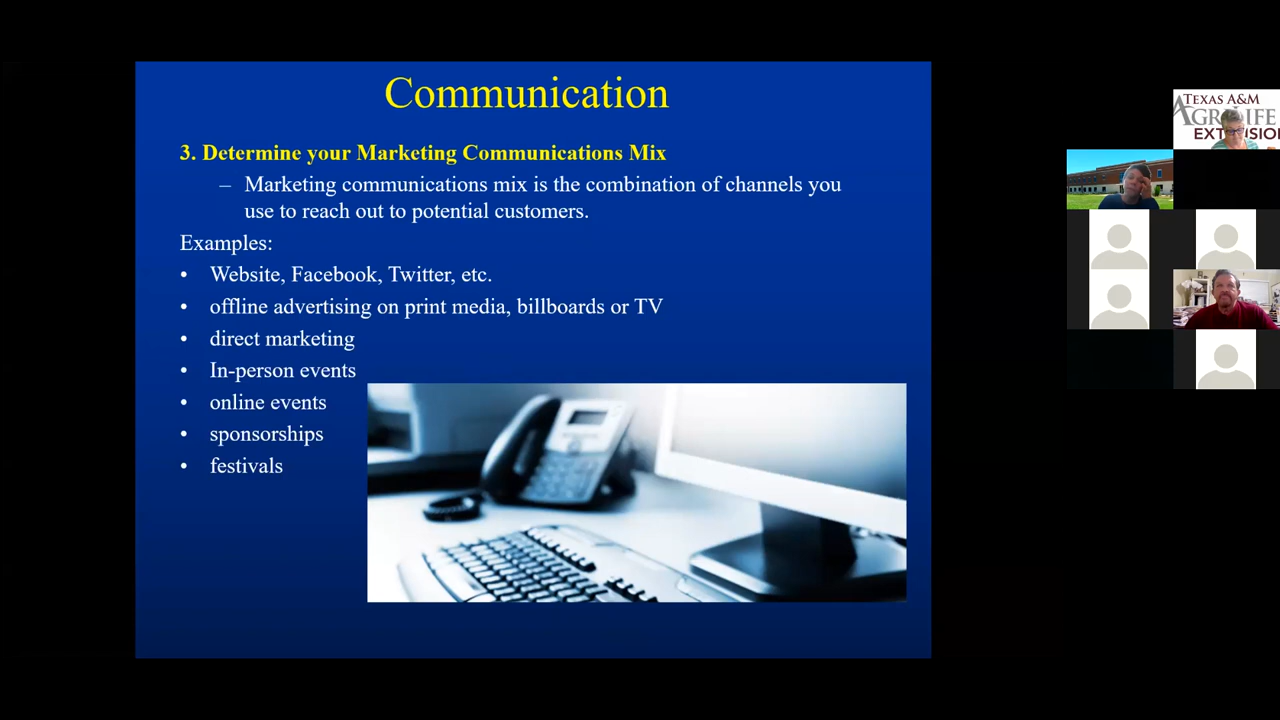 Communication
3. Determine your Marketing Communications Mix
– Marketing communications mix is the combination of channels you
use to reach out to potential customers.
Examples:
• Website, Facebook, Twitter, etc.
• offline advertising on print media, billboards or TV
• direct marketing
• In-person events
• online events
• sponsorships
• festivals
TEXAS A&M